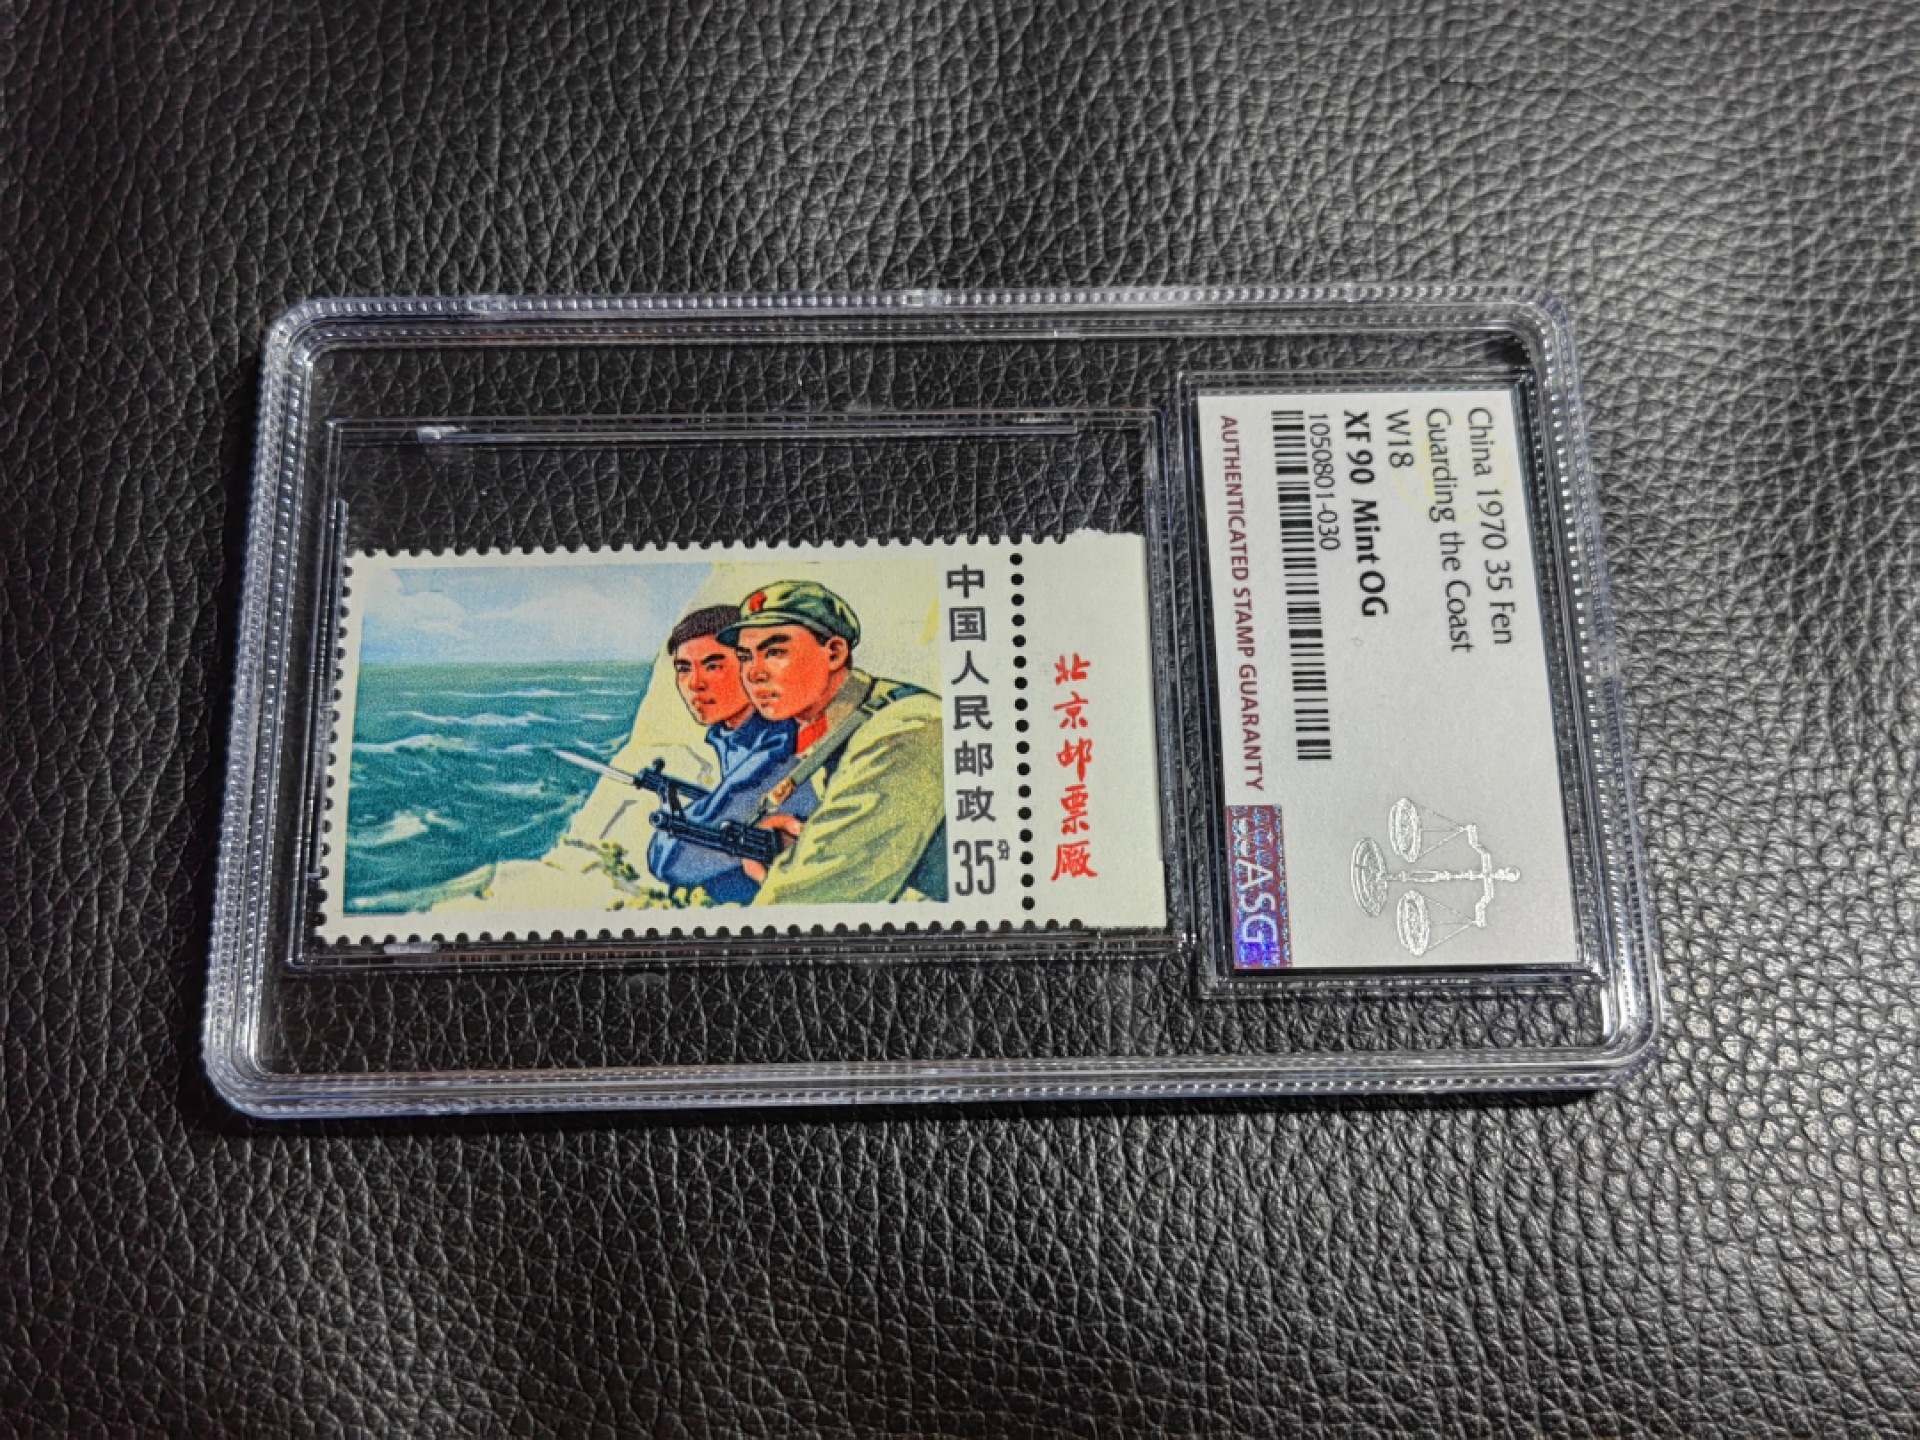 中国人民邮政
35分
北京邮票厂
China 1970 35 Fen
Guarding the Coast
W18
XF 90 Mint OG
1050801-030
AUTHENTICATED STAMP GUARANTY
ASG